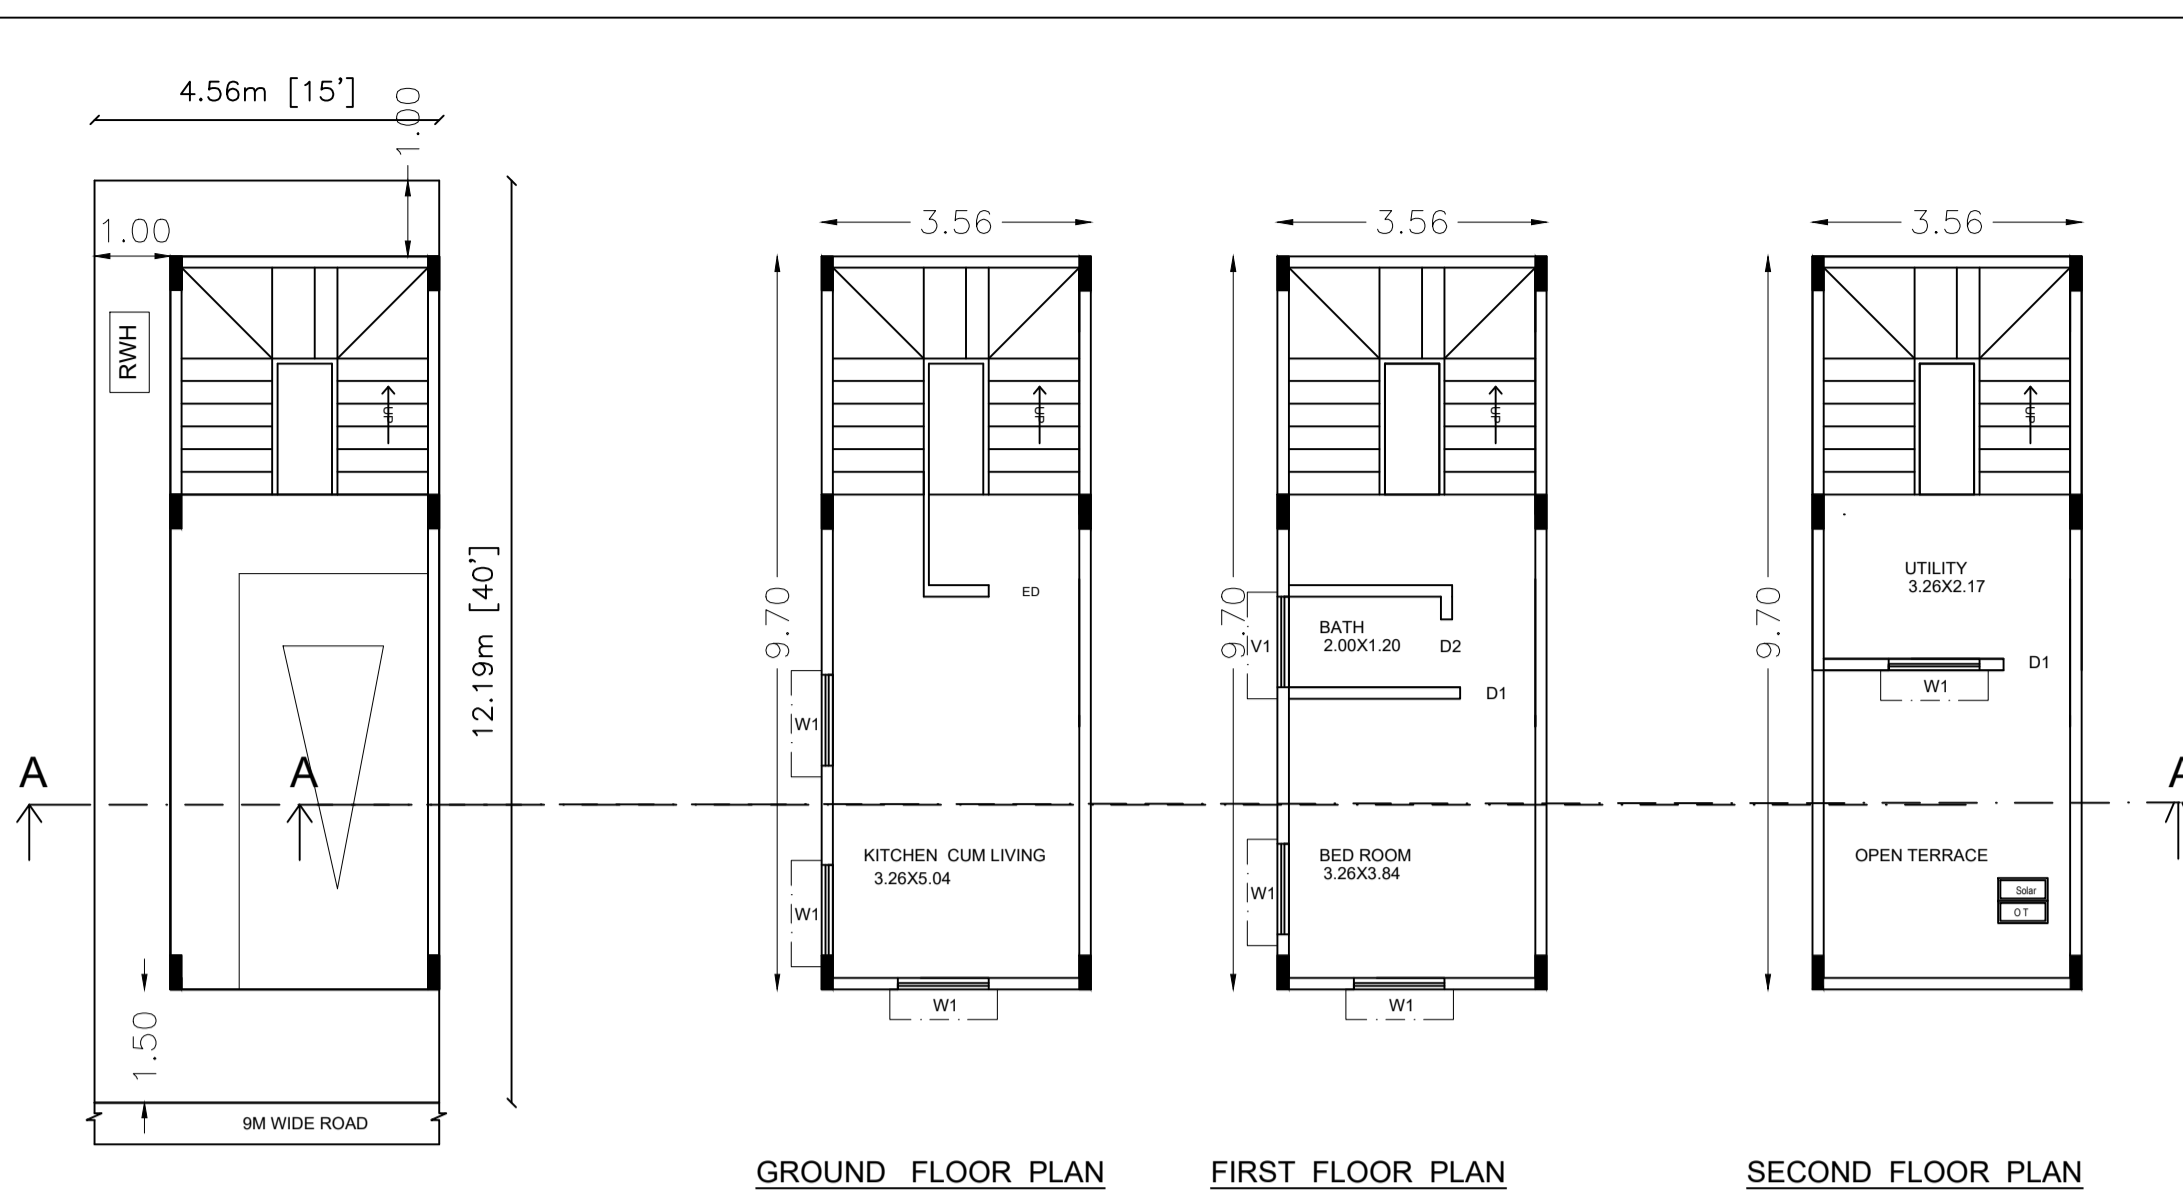 4.56m [15']
1.00
1.00
RWH
UP
12.19m [40']
A
A
1.50
9M WIDE ROAD
3.56
9.70
UP
ED
W1
W1
KITCHEN CUM LIVING
3.26X5.04
W1
GROUND FLOOR PLAN
3.56
9.70
UP
V1
BATH
2.00X1.20
D2
D1
BED ROOM
3.26X3.84
W1
W1
FIRST FLOOR PLAN
3.56
9.70
UP
UTILITY
3.26X2.17
D1
W1
OPEN TERRACE
Solar
O T
A
SECOND FLOOR PLAN